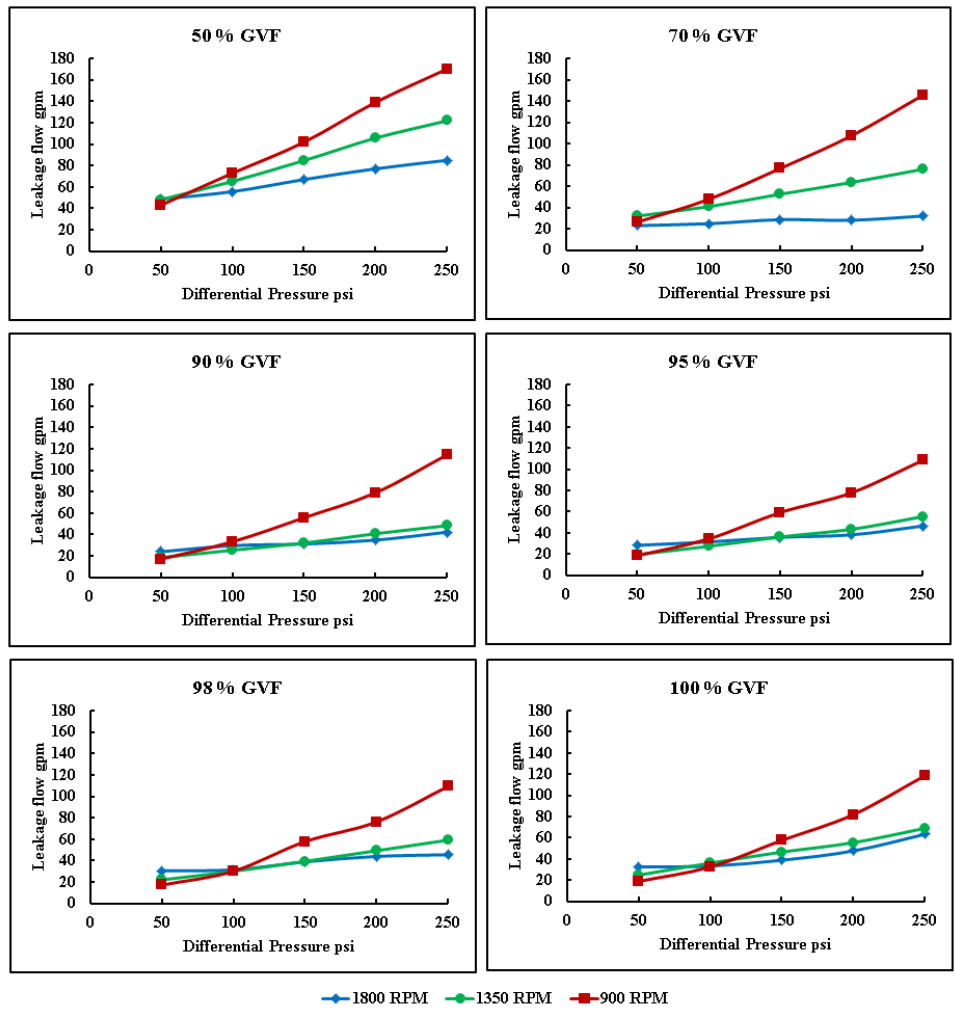 50 % GVF
Leakage flow gpm
180
160
140
120
100
80
60
40
20
0
0 50 100 150 200 250
Differential Pressure psi
70 % GVF
Leakage flow gpm
180
160
140
120
100
80
60
40
20
0
0 50 100 150 200 250
Differential Pressure psi
90 % GVF
Leakage flow gpm
180
160
140
120
100
80
60
40
20
0
0 50 100 150 200 250
Differential Pressure psi
95 % GVF
Leakage flow gpm
180
160
140
120
100
80
60
40
20
0
0 50 100 150 200 250
Differential Pressure psi
98 % GVF
Leakage flow gpm
180
160
140
120
100
80
60
40
20
0
0 50 100 150 200 250
Differential Pressure psi
100 % GVF
Leakage flow gpm
180
160
140
120
100
80
60
40
20
0
0 50 100 150 200 250
Differential Pressure psi
1800 RPM 1350 RPM 900 RPM